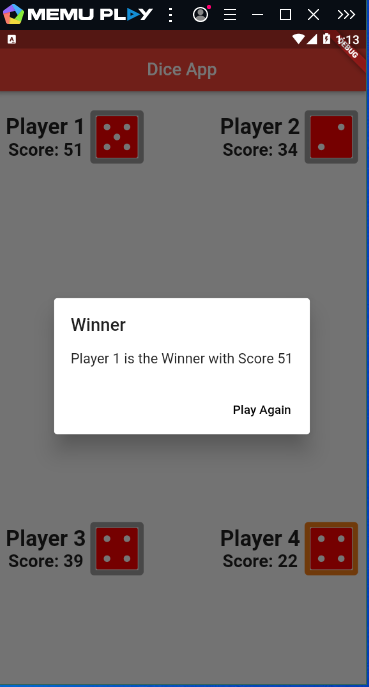 MEMU PLAY
1:13
DEBUG
Dice App
Player 1
Score: 51
Player 2
Score: 34
Winner
Player 1 is the Winner with Score 51
Play Again
Player 3
Score: 39
Player 4
Score: 22